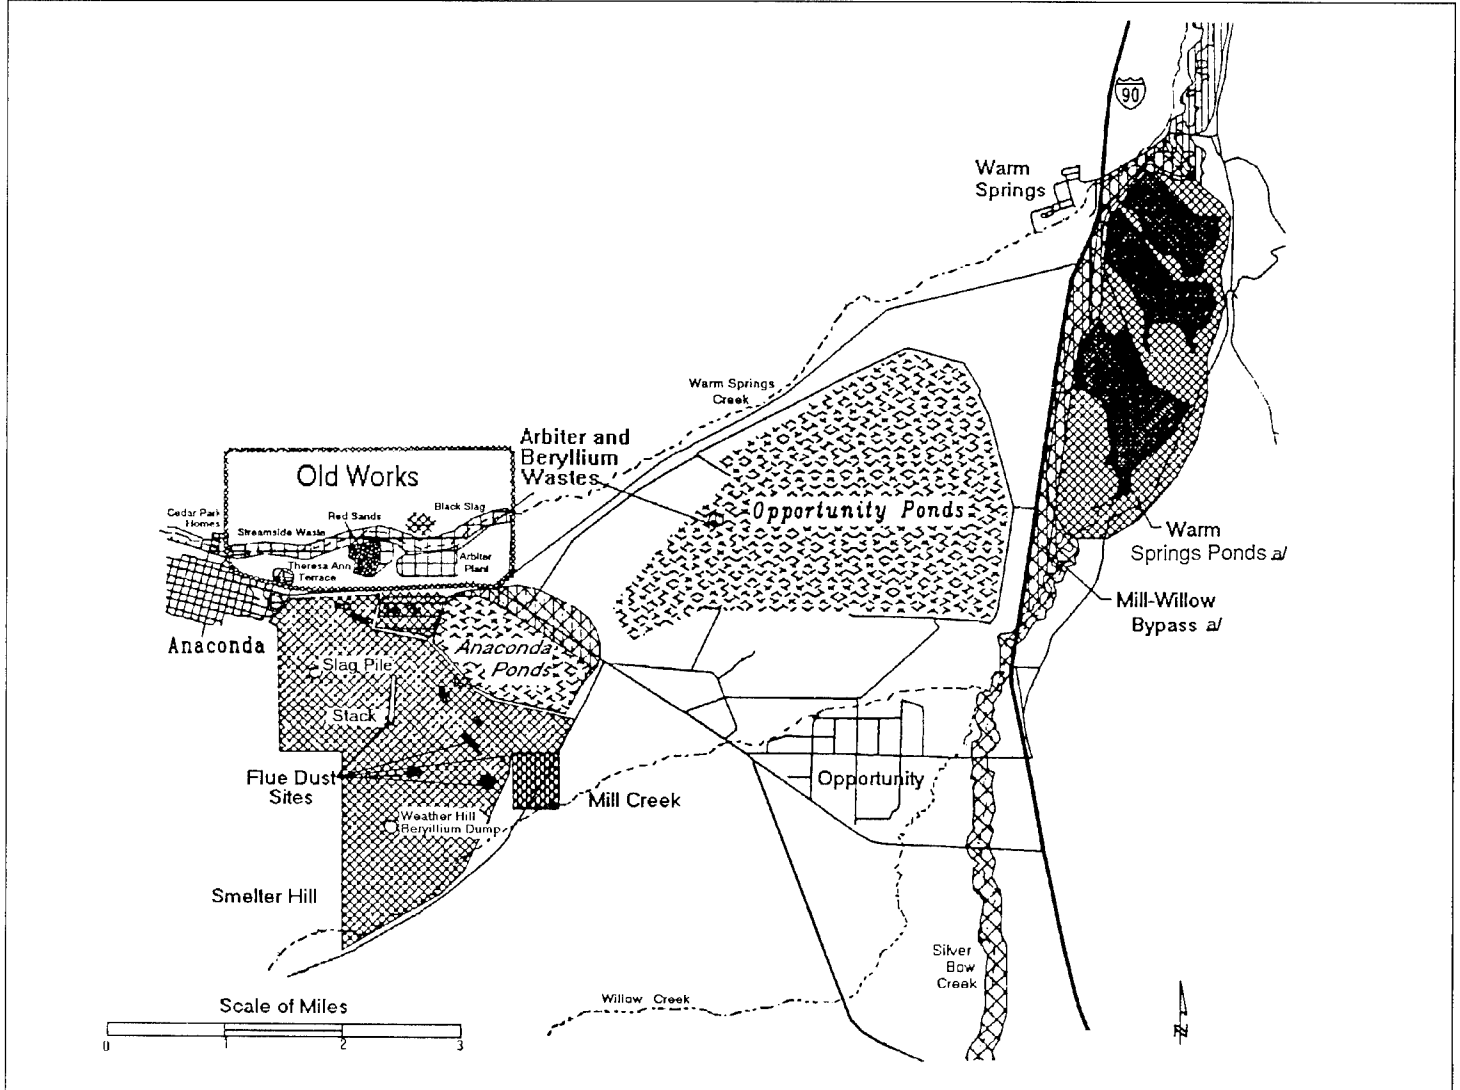 90
Warm
Springs
Warm Springs
Creek
Arbiter and
Beryllium
Wastes
Old Works
Cedar Park
Homes
Red Sands
Black Slag
Streamside Waste
Theresa Ann
Terrace
Arbiter
Plant
Opportunity Ponds
Warm
Springs Ponds a/
Mill-Willow
Bypass a/
Anaconda
Anaconda
Ponds
Slag Pile
Stack
Flue Dust
Sites
Mill Creek
Opportunity
Weather Hill
Beryillium Dump
Smelter Hill
Silver
Bow
Creek
Willow Creek
Scale of Miles
0 1 2 3
N